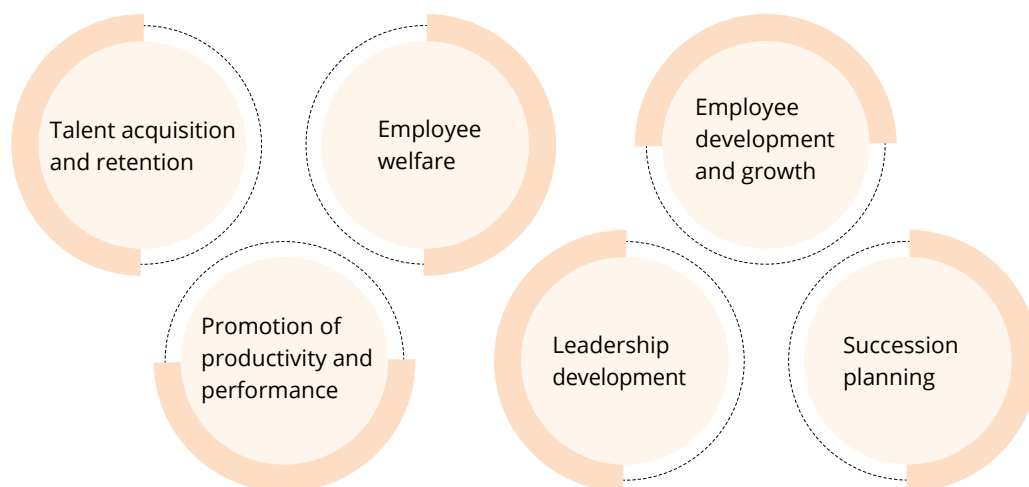 Talent acquisition
and retention
Employee
welfare
Employee
development
and growth
Promotion of
productivity and
performance
Leadership
development
Succession
planning